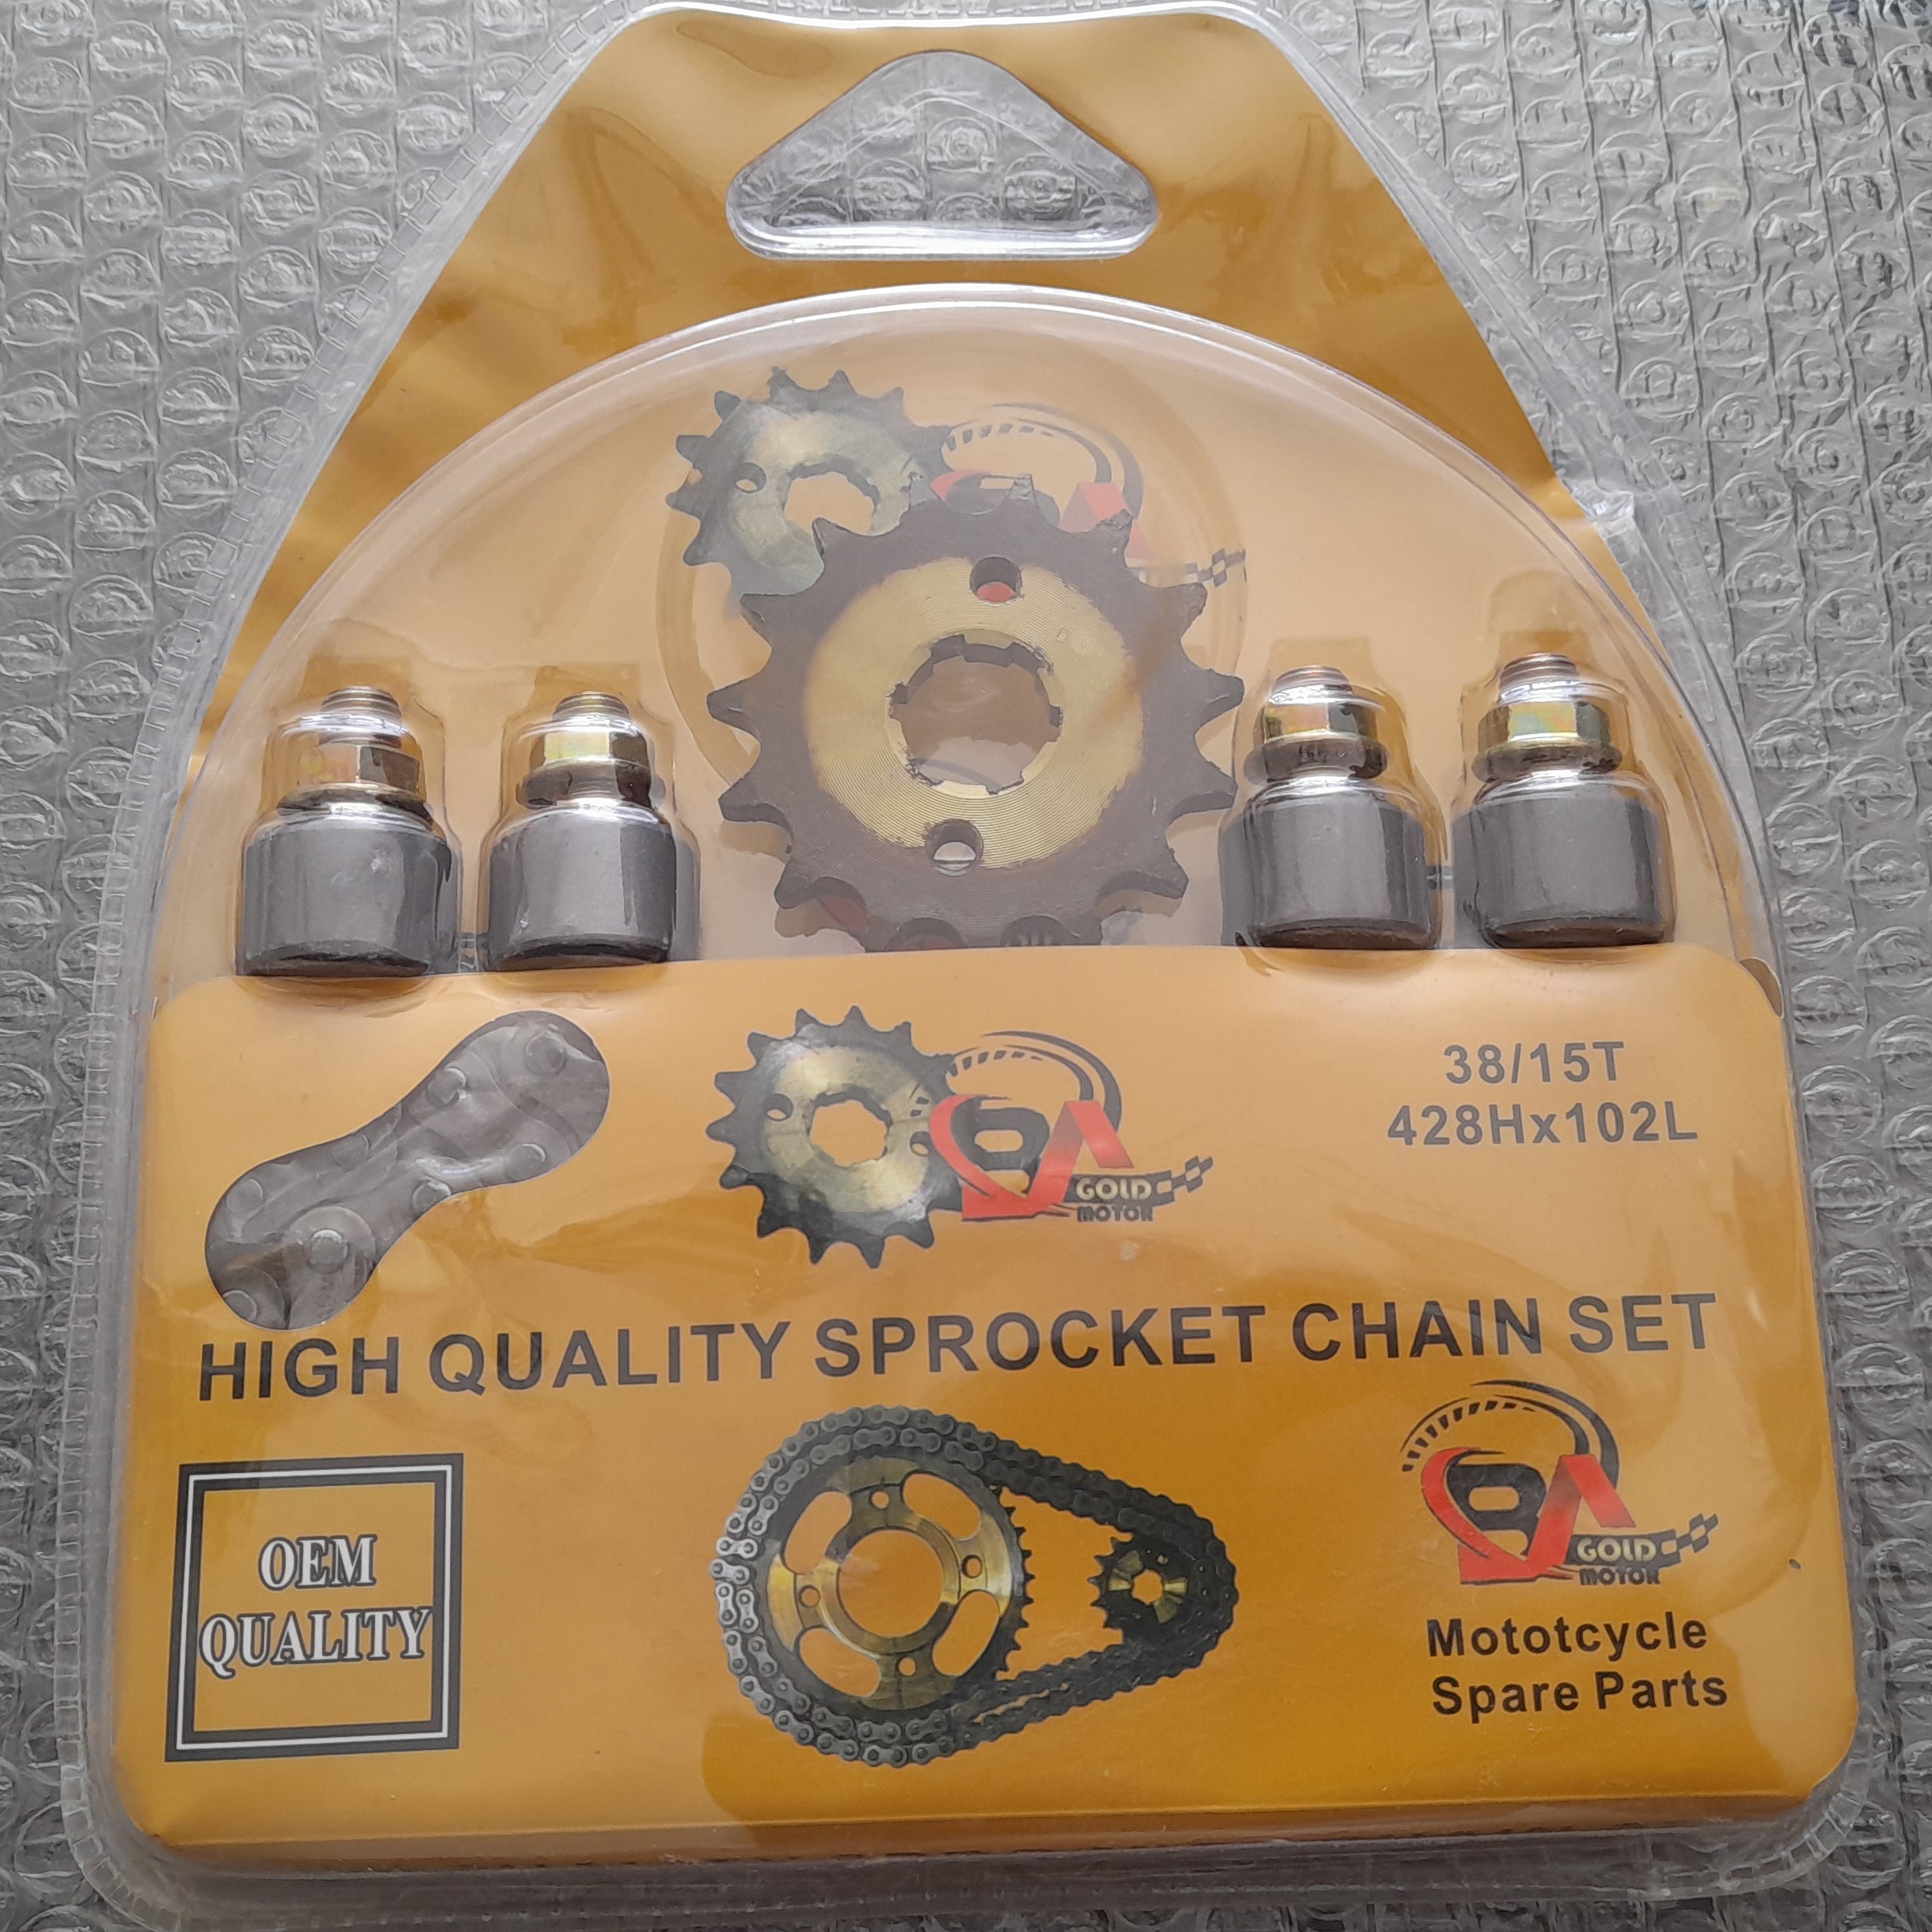 38/15T
428Hx102L
GOLD
MOTOR
HIGH QUALITY SPROCKET CHAIN SET
OEM
QUALITY
GOLD
MOTOR
Mototcycle
Spare Parts